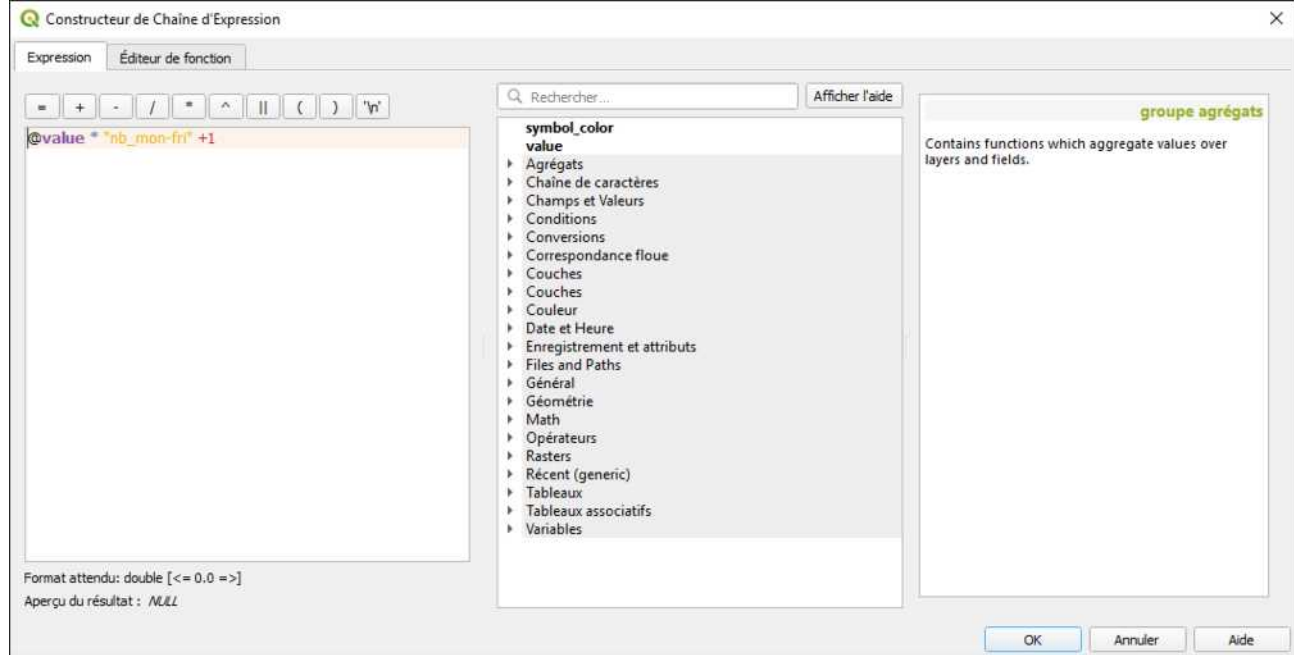 Constructeur de Chaîne d'Expression
Expression Éditeur de fonction
= + - / * ^ || ( ) '\n'
@value * "nb_mon-fri" +1
Format attendu: double [<= 0.0 =>]
Aperçu du résultat : NULL
Rechercher... Afficher l'aide
symbol_color
value
Agrégats
Chaîne de caractères
Champs et Valeurs
Conditions
Conversions
Correspondance floue
Couches
Couches
Couleur
Date et Heure
Enregistrement et attributs
Files and Paths
Général
Géométrie
Math
Opérateurs
Rasters
Récent (generic)
Tableaux
Tableaux associatifs
Variables
groupe agrégats
Contains functions which aggregate values over
layers and fields.
OK Annuler Aide